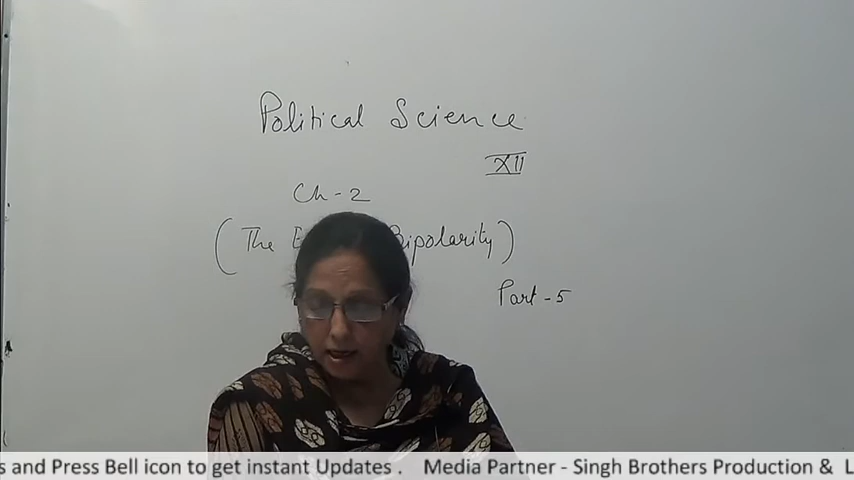 Political Science
XII
Ch - 2
(The E Bipolarity)
Part - 5
s and Press Bell icon to get instant Updates . Media Partner - Singh Brothers Production & L